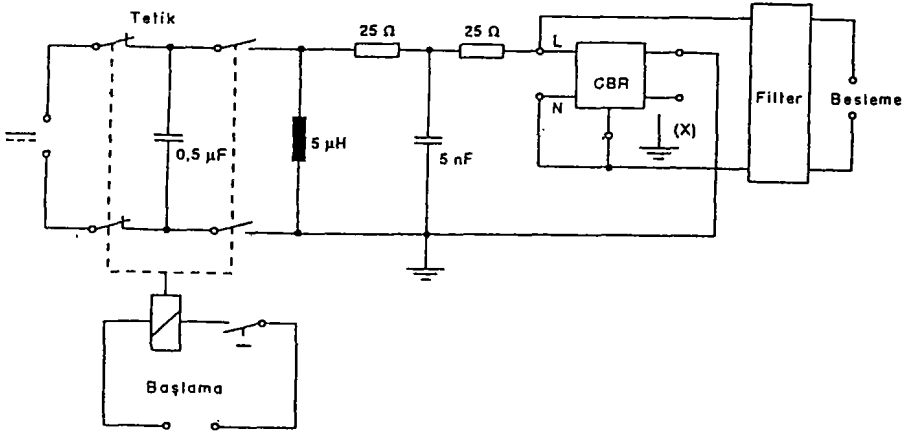 Tetik
25 Ω
25 Ω
L
CBR
N
(X)
Filter
Besleme
0,5 µF
5 µH
5 nF
Başlama